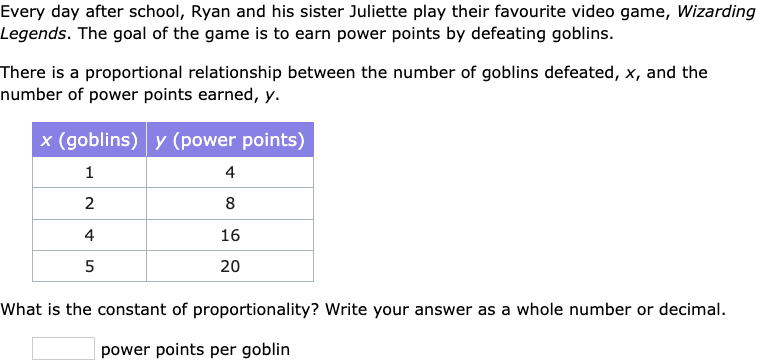 Every day after school, Ryan and his sister Juliette play their favourite video game, Wizarding
Legends. The goal of the game is to earn power points by defeating goblins.
There is a proportional relationship between the number of goblins defeated, x, and the
number of power points earned, y.
x (goblins) y (power points)
1 4
2 8
4 16
5 20
What is the constant of proportionality? Write your answer as a whole number or decimal.
power points per goblin